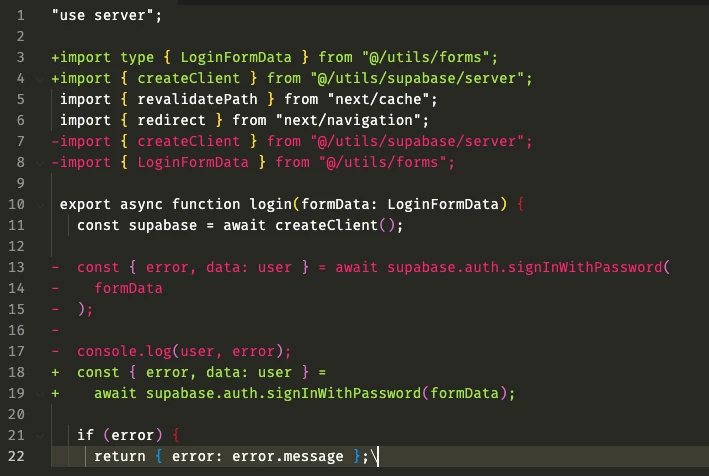 1 "use server";
2
3 +import type { LoginFormData } from "@/utils/forms";
4 +import { createClient } from "@/utils/supabase/server";
5 import { revalidatePath } from "next/cache";
6 import { redirect } from "next/navigation";
7 -import { createClient } from "@/utils/supabase/server";
8 -import { LoginFormData } from "@/utils/forms";
9
10 export async function login(formData: LoginFormData) {
11 const supabase = await createClient();
12
13 - const { error, data: user } = await supabase.auth.signInWithPassword(
14 - formData
15 - );
16 -
17 - console.log(user, error);
18 + const { error, data: user } =
19 + await supabase.auth.signInWithPassword(formData);
20
21 if (error) {
22 return { error: error.message };\